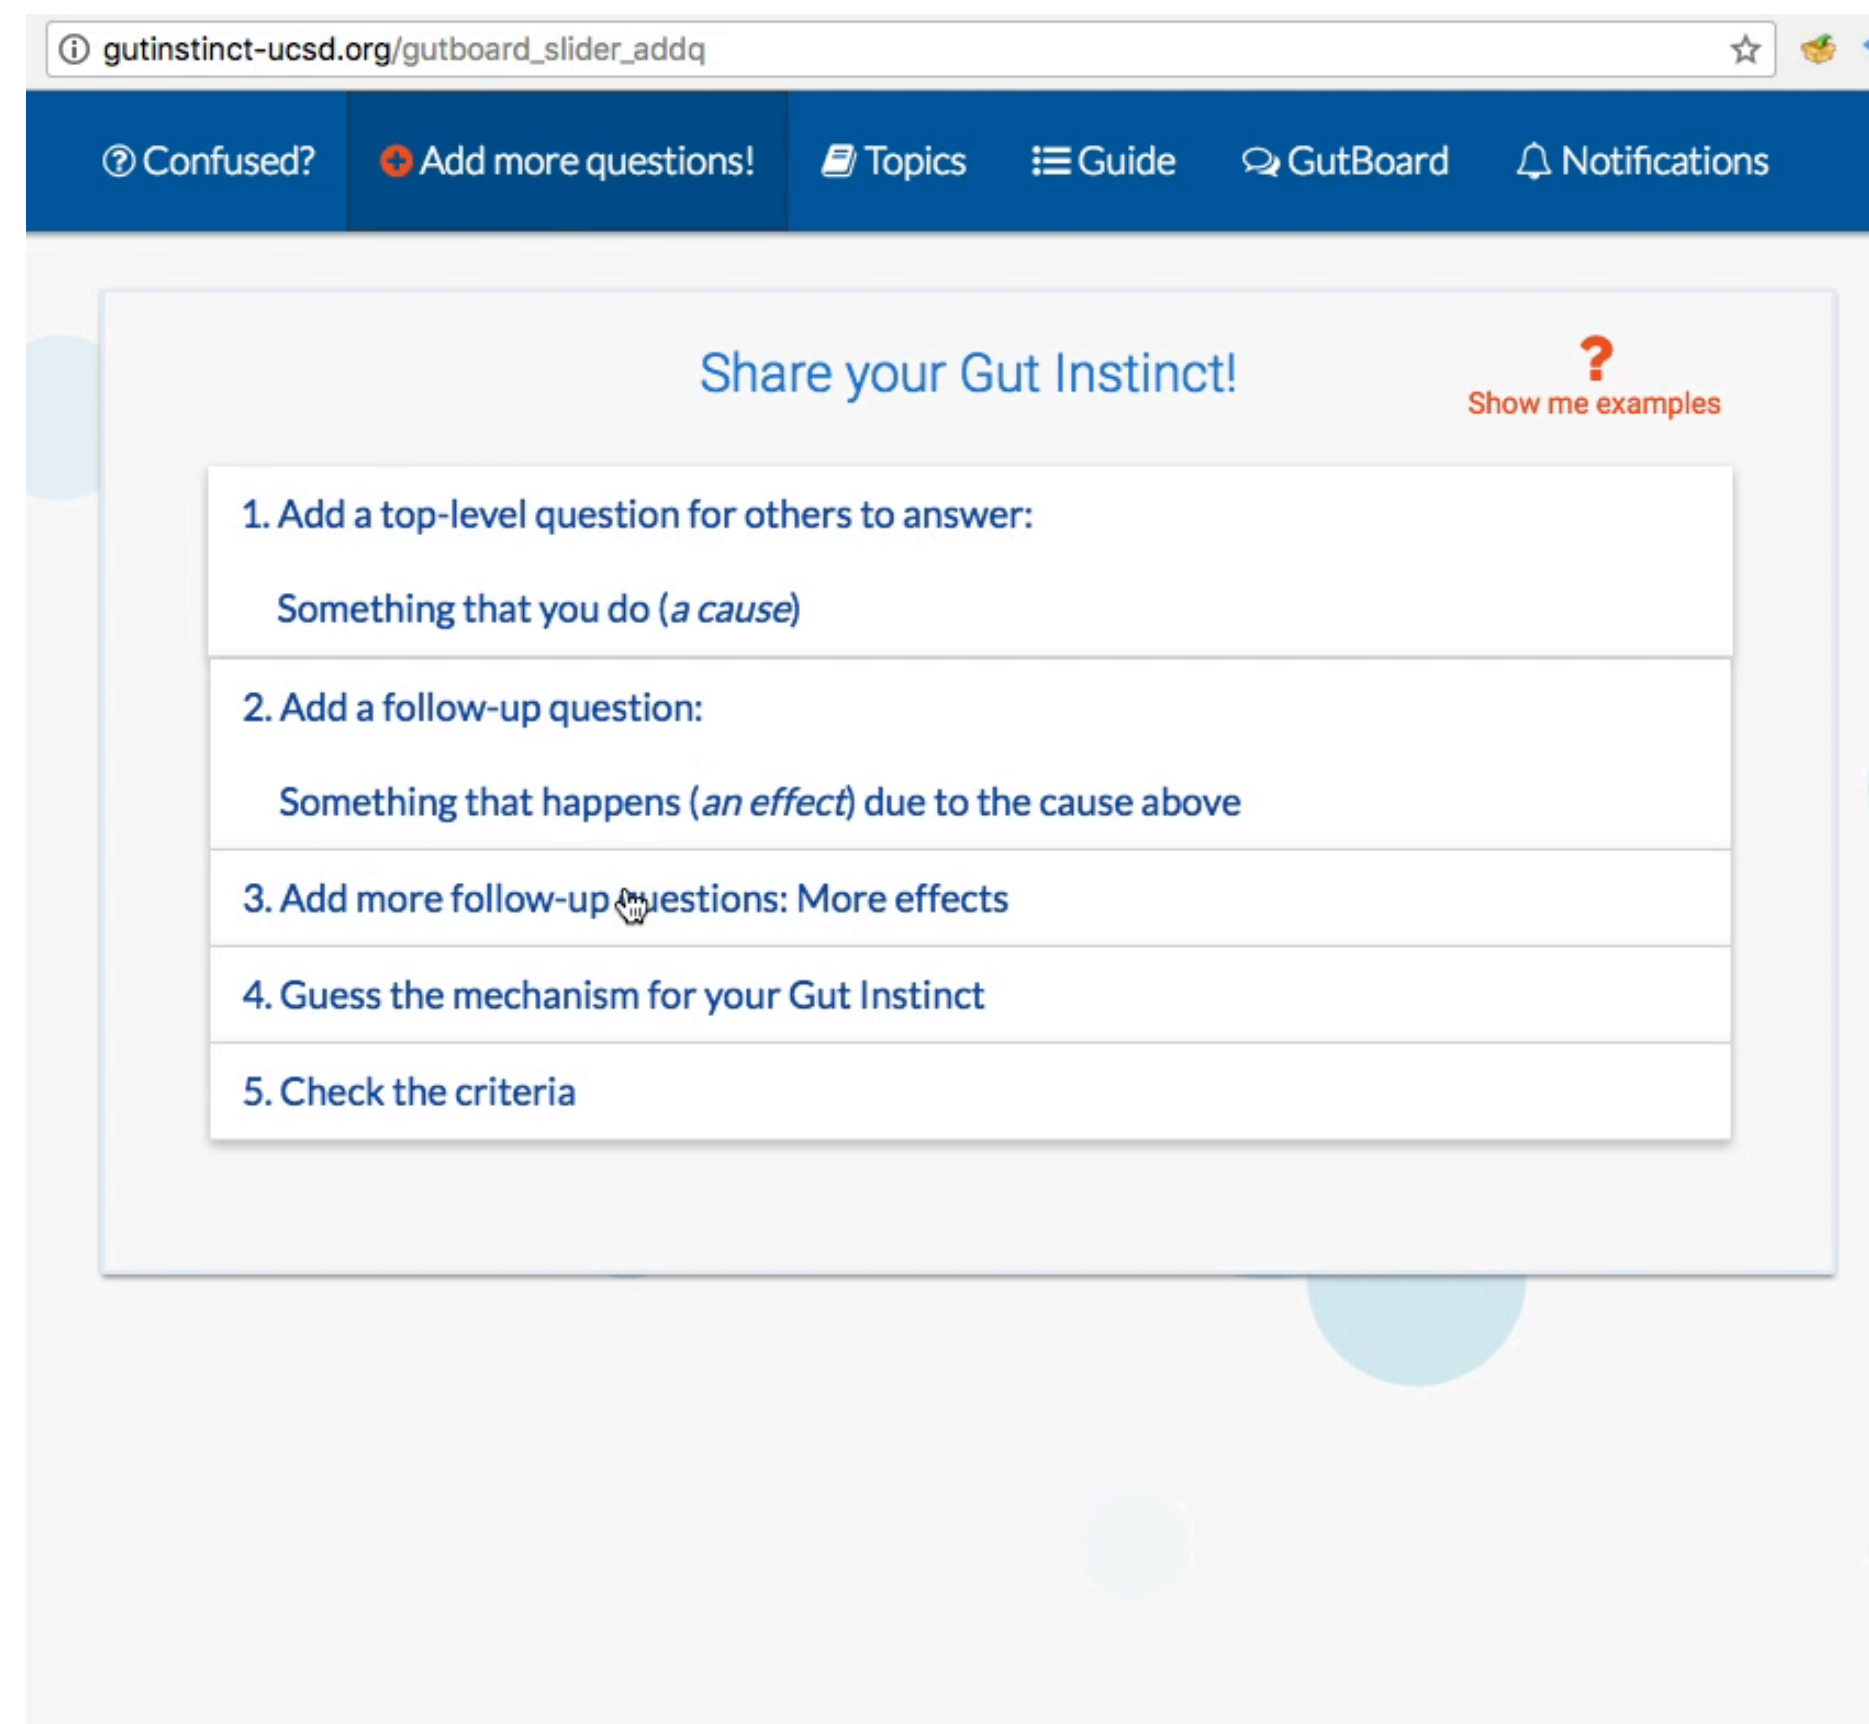 gutinstinct-ucsd.org/gutboard_slider_addq
Confused? Add more questions! Topics Guide GutBoard Notifications
Share your Gut Instinct!
Show me examples
1. Add a top-level question for others to answer:
Something that you do (a cause)
2. Add a follow-up question:
Something that happens (an effect) due to the cause above
3. Add more follow-up questions: More effects
4. Guess the mechanism for your Gut Instinct
5. Check the criteria